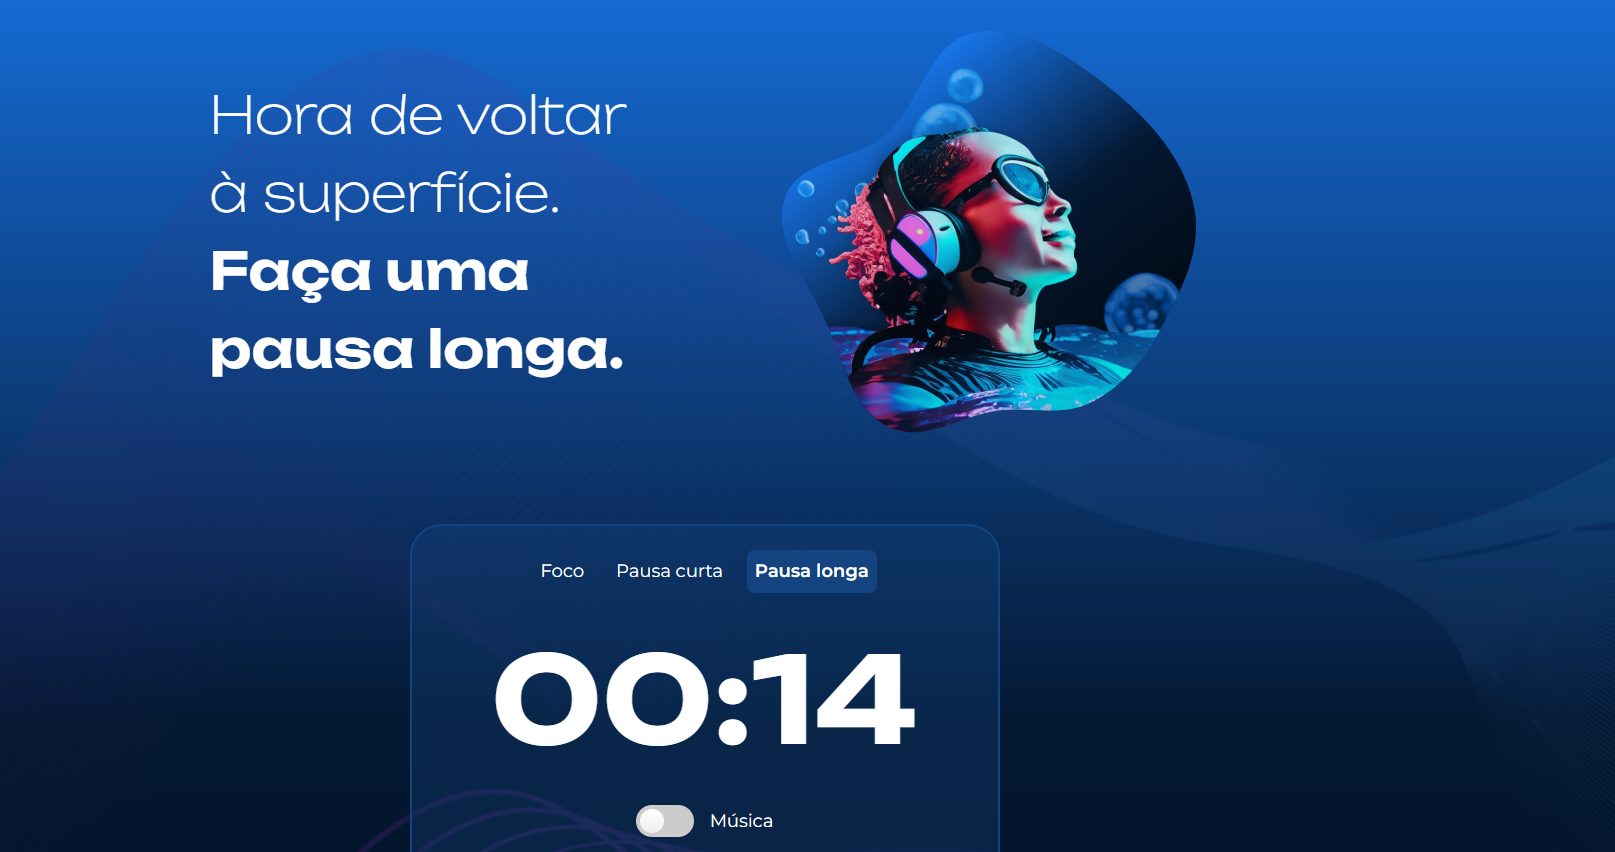 Hora de voltar
à superfície.
Faça uma
pausa longa.
Foco Pausa curta Pausa longa
00:14
Música